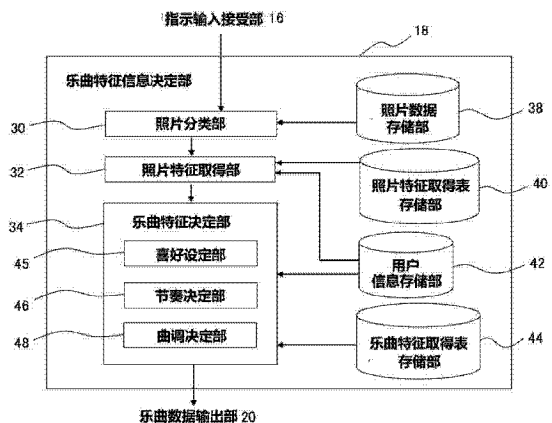 指示输入接受部 16
18
乐曲特征信息决定部
30
照片分类部
照片数据
存储部
38
32
照片特征取得部
照片特征取得表
存储部
40
34
乐曲特征决定部
45
喜好设定部
用户
信息存储部
42
46
节奏决定部
48
曲调决定部
乐曲特征取得表
存储部
44
乐曲数据输出部 20